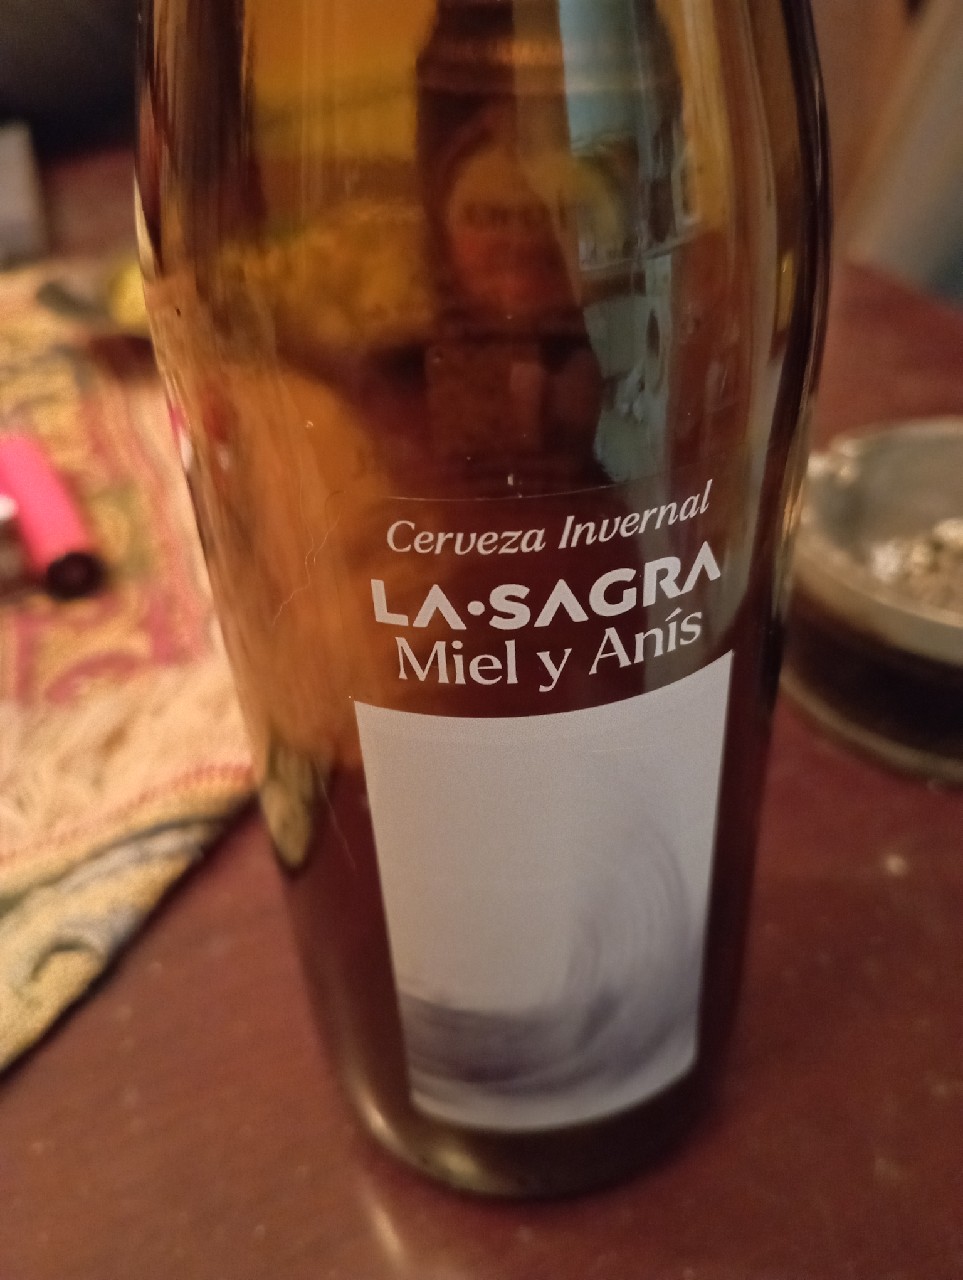 Cerveza Invernal
LA·SAGRA
Miel y Anís